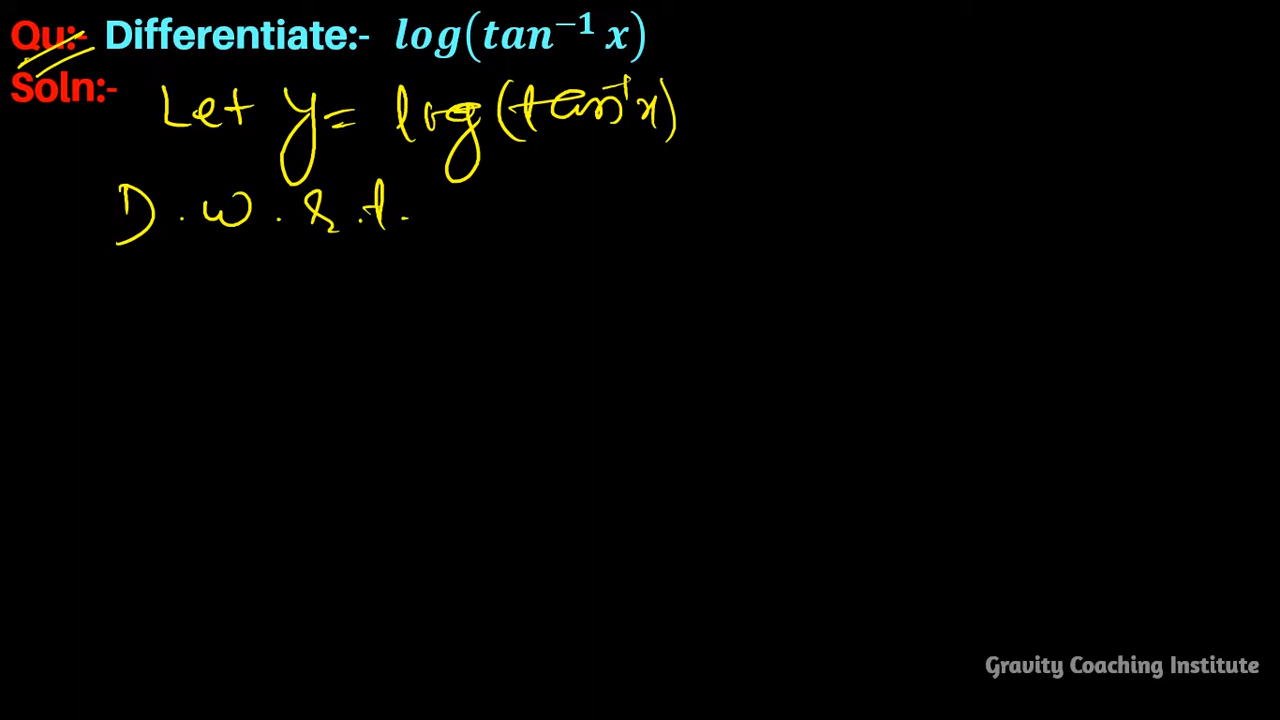 Qu:- Differentiate:- log(tan⁻¹ x)
Soln:-
Let y = log(tan⁻¹x)
D.w.r.t.
Gravity Coaching Institute